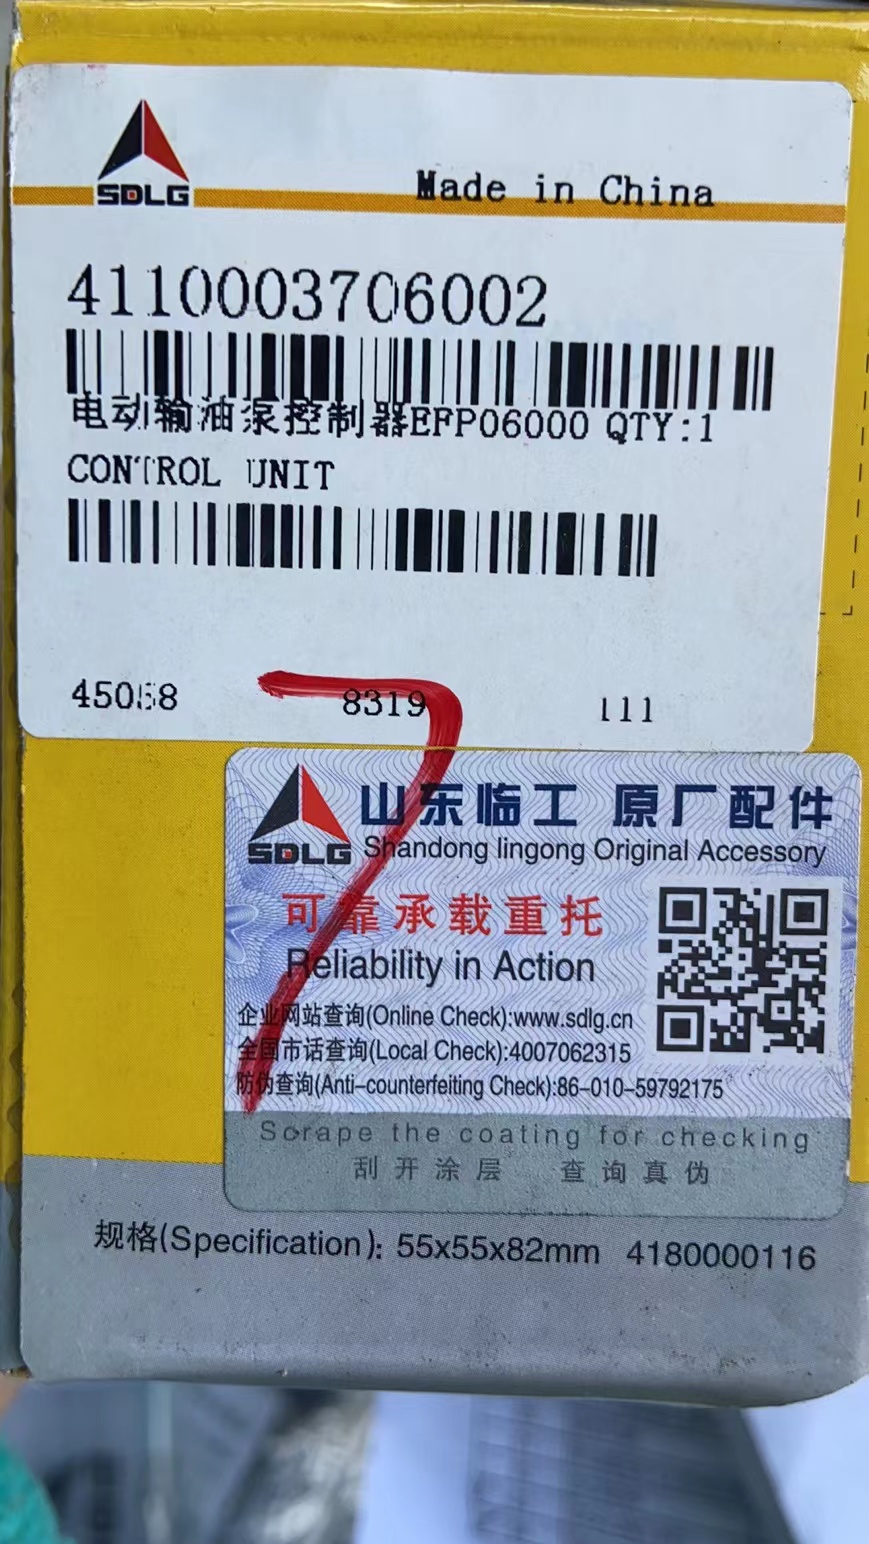 SDLG
Made in China
4110003706002
电动输油泵控制器EFP06000 QTY:1
CONTROL UNIT
8319 111
山东临工 原厂配件
SDLG Shandong lingong Original Accessory
可靠承载重托
Reliability in Action
企业网站查询(Online Check):www.sdlg.cn
全国市话查询(Local Check):4007062315
防伪查询(Anti-counterfeiting Check):86-010-59792175
Scrape the coating for checking
刮开涂层 查询真伪
规格(Specification): 55x55x82mm 4180000116